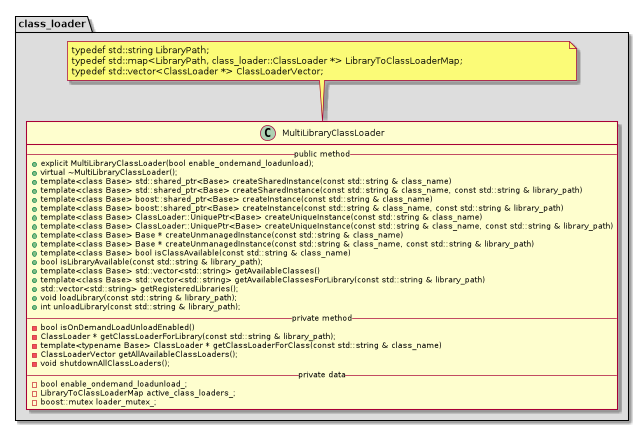 class_loader
typedef std::string LibraryPath;
typedef std::map<LibraryPath, class_loader::ClassLoader *> LibraryToClassLoaderMap;
typedef std::vector<ClassLoader *> ClassLoaderVector;
C MultiLibraryClassLoader
public method
explicit MultiLibraryClassLoader(bool enable_ondemand_loadunload);
virtual ~MultiLibraryClassLoader();
template<class Base> std::shared_ptr<Base> createSharedInstance(const std::string & class_name)
template<class Base> std::shared_ptr<Base> createSharedInstance(const std::string & class_name, const std::string & library_path)
template<class Base> boost::shared_ptr<Base> createInstance(const std::string & class_name)
template<class Base> boost::shared_ptr<Base> createInstance(const std::string & class_name, const std::string & library_path)
template<class Base> ClassLoader::UniquePtr<Base> createUniqueInstance(const std::string & class_name)
template<class Base> ClassLoader::UniquePtr<Base> createUniqueInstance(const std::string & class_name, const std::string & library_path)
template<class Base> Base * createUnmanagedInstance(const std::string & class_name)
template<class Base> Base * createUnmanagedInstance(const std::string & class_name, const std::string & library_path)
template<class Base> bool isClassAvailable(const std::string & class_name)
bool isLibraryAvailable(const std::string & library_path);
template<class Base> std::vector<std::string> getAvailableClasses()
template<class Base> std::vector<std::string> getAvailableClassesForLibrary(const std::string & library_path)
std::vector<std::string> getRegisteredLibraries();
void loadLibrary(const std::string & library_path);
int unloadLibrary(const std::string & library_path);
private method
bool isOnDemandLoadUnloadEnabled()
ClassLoader * getClassLoaderForLibrary(const std::string & library_path);
template<typename Base> ClassLoader * getClassLoaderForClass(const std::string & class_name)
ClassLoaderVector getAllAvailableClassLoaders();
void shutdownAllClassLoaders();
private data
bool enable_ondemand_loadunload_;
LibraryToClassLoaderMap active_class_loaders_;
boost::mutex loader_mutex_;